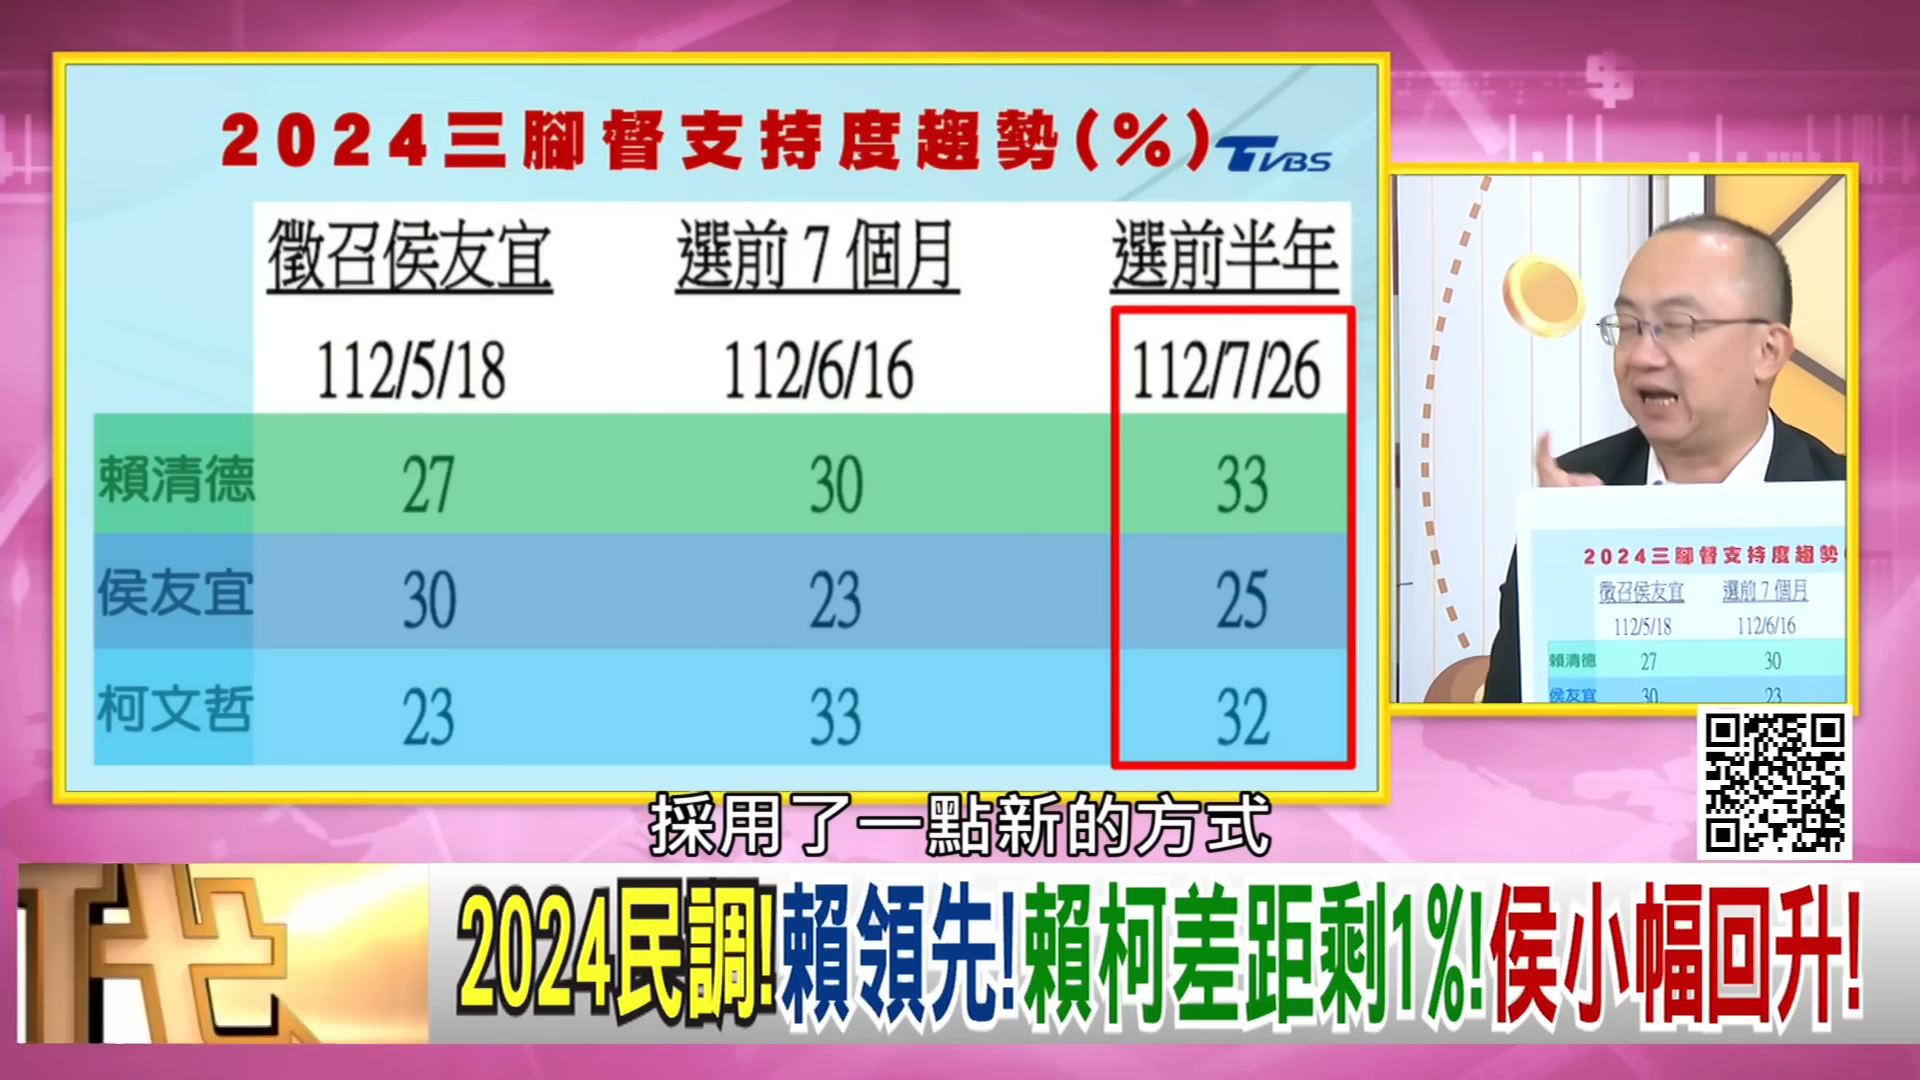 2024三腳督支持度趨勢(%)
TVBS
徵召侯友宜 選前7個月 選前半年
112/5/18 112/6/16 112/7/26
賴清德 27 30 33
侯友宜 30 23 25
柯文哲 23 33 32
2024三腳督支持度趨勢
徵召侯友宜 選前7個月
112/5/18 112/6/16
賴清德 27 30
侯友宜 30 23
採用了一點新的方式
2024民調!賴領先!賴柯差距剩1%!侯小幅回升!